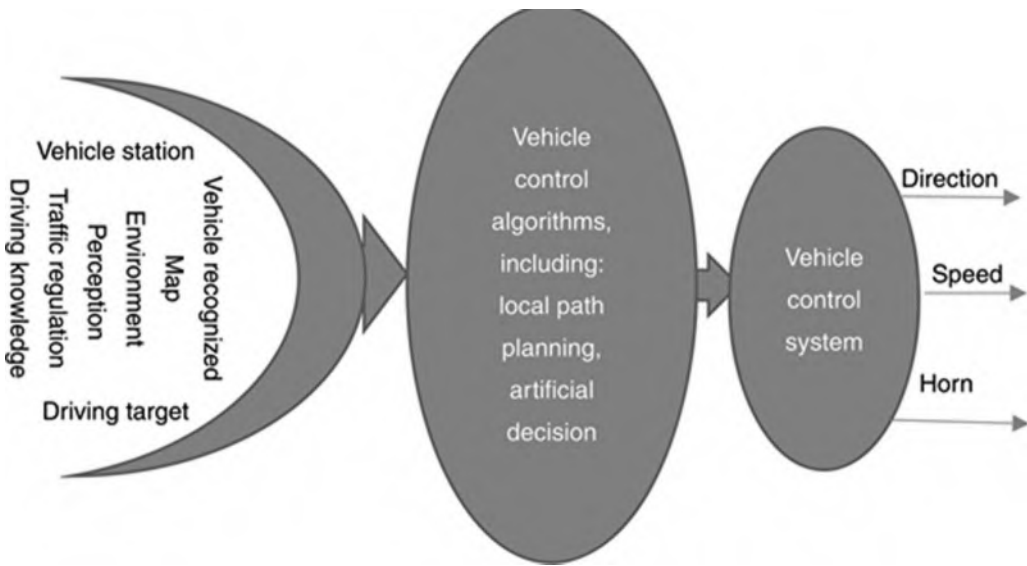 Vehicle station
Vehicle recognized
Map
Environment
Perception
Traffic regulation
Driving knowledge
Driving target
Vehicle
control
algorithms,
including:
local path
planning,
artificial
decision
Vehicle
control
system
Direction
Speed
Horn